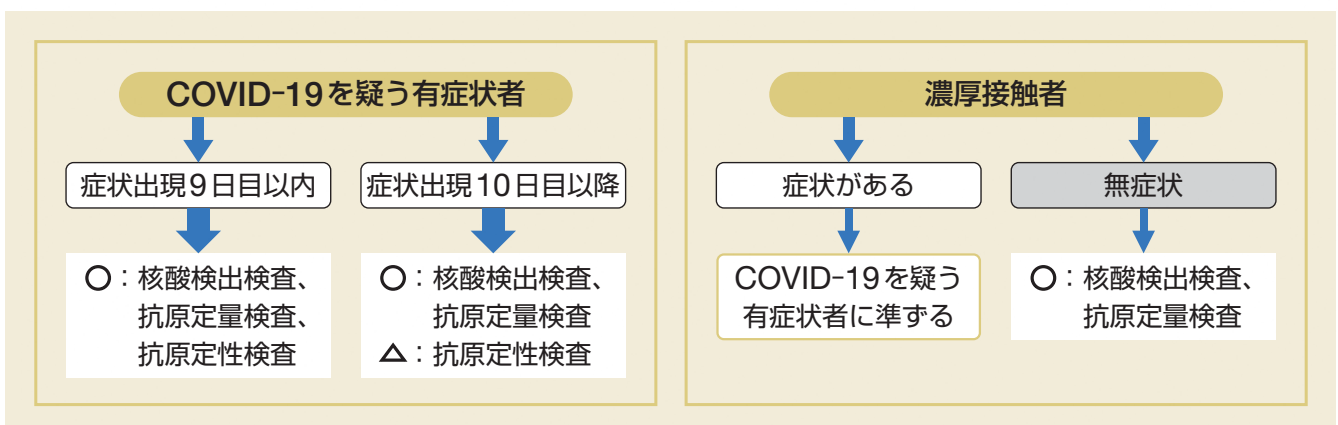 COVID-19を疑う有症状者
症状出現9日目以内
○：核酸検出検査、
抗原定量検査、
抗原定性検査
症状出現10日目以降
○：核酸検出検査、
抗原定量検査
△：抗原定性検査
濃厚接触者
症状がある
COVID-19を疑う
有症状者に準ずる
無症状
○：核酸検出検査、
抗原定量検査